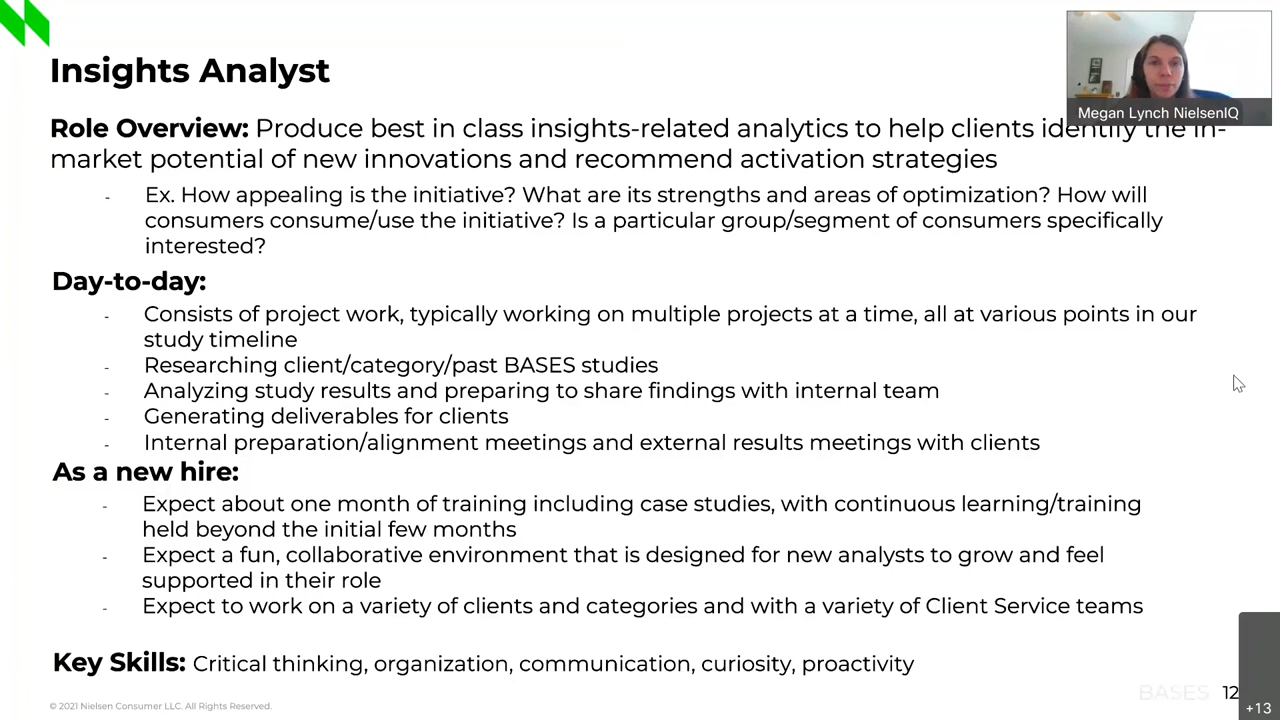 Insights Analyst
Megan Lynch NielsenIQ
Role Overview: Produce best in class insights-related analytics to help clients identify the in-
market potential of new innovations and recommend activation strategies
- Ex. How appealing is the initiative? What are its strengths and areas of optimization? How will
consumers consume/use the initiative? Is a particular group/segment of consumers specifically
interested?
Day-to-day:
- Consists of project work, typically working on multiple projects at a time, all at various points in our
study timeline
- Researching client/category/past BASES studies
- Analyzing study results and preparing to share findings with internal team
- Generating deliverables for clients
- Internal preparation/alignment meetings and external results meetings with clients
As a new hire:
- Expect about one month of training including case studies, with continuous learning/training
held beyond the initial few months
- Expect a fun, collaborative environment that is designed for new analysts to grow and feel
supported in their role
- Expect to work on a variety of clients and categories and with a variety of Client Service teams
Key Skills: Critical thinking, organization, communication, curiosity, proactivity
BASES 12
© 2021 Nielsen Consumer LLC. All Rights Reserved.
+13